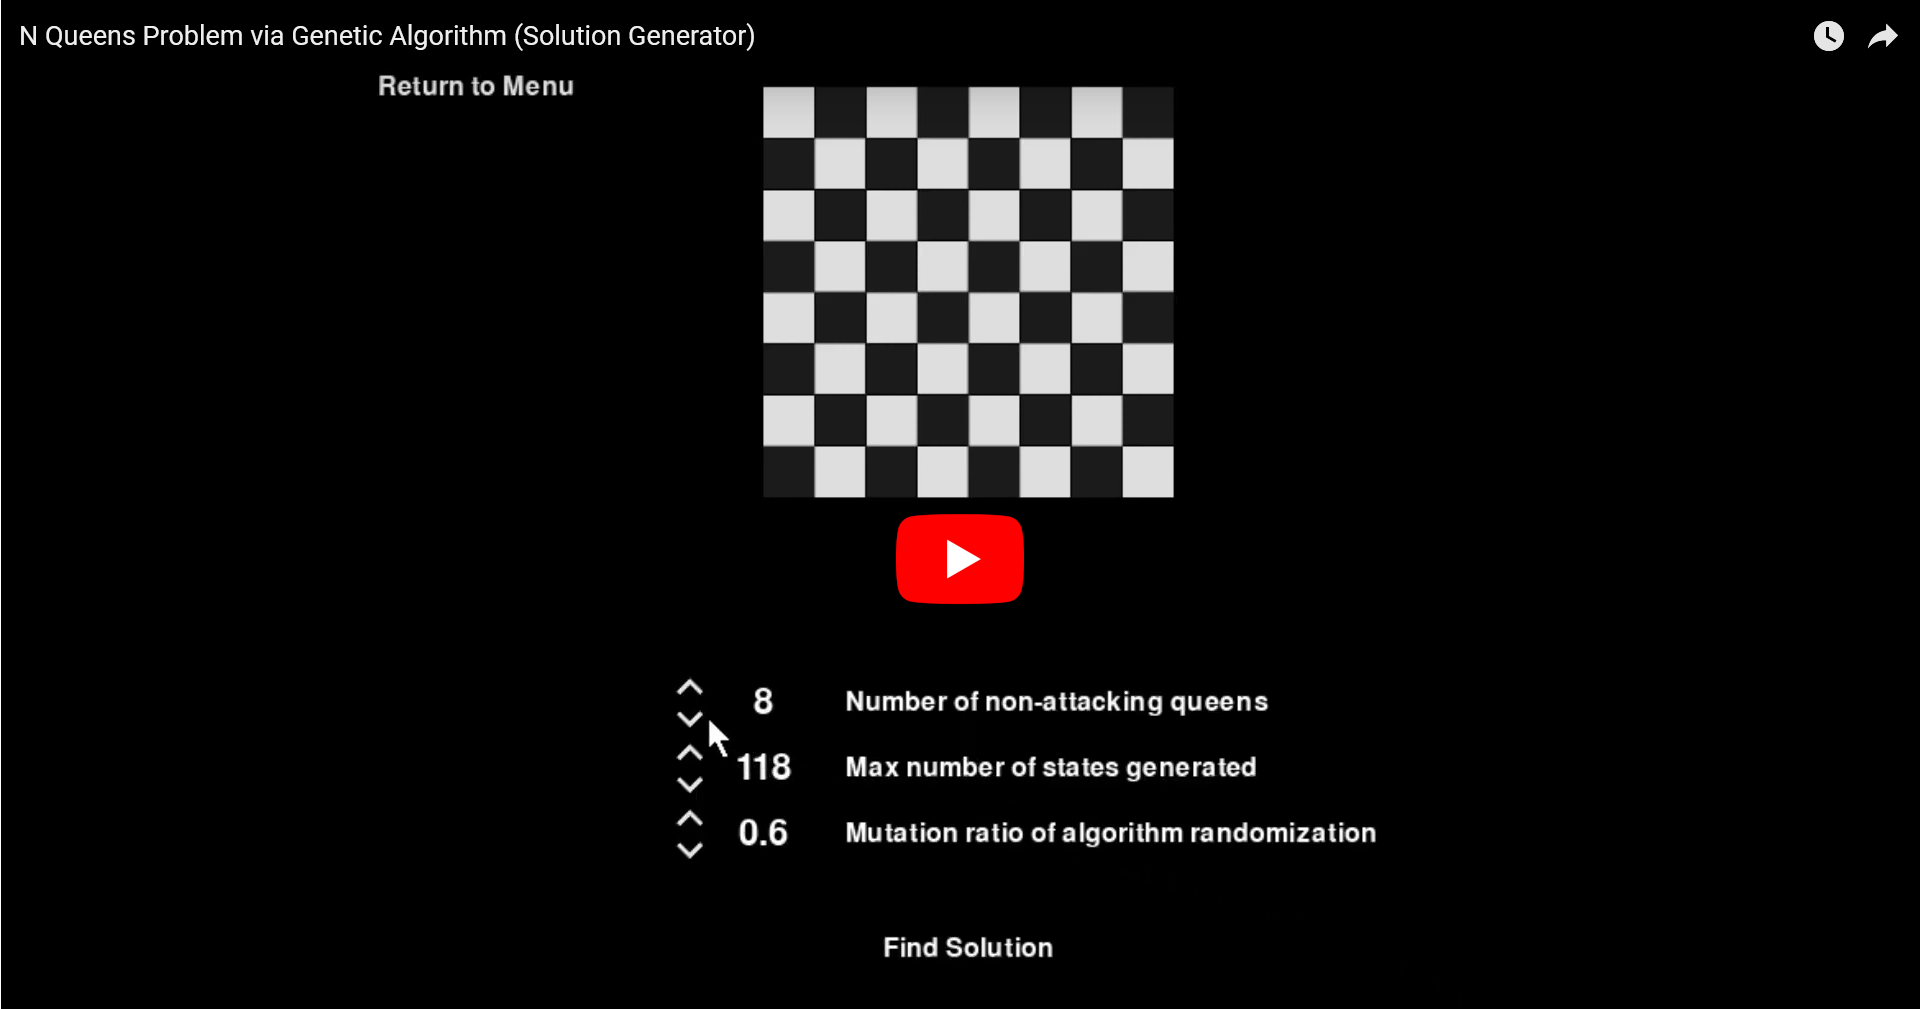 N Queens Problem via Genetic Algorithm (Solution Generator)
Return to Menu
8 Number of non-attacking queens
118 Max number of states generated
0.6 Mutation ratio of algorithm randomization
Find Solution